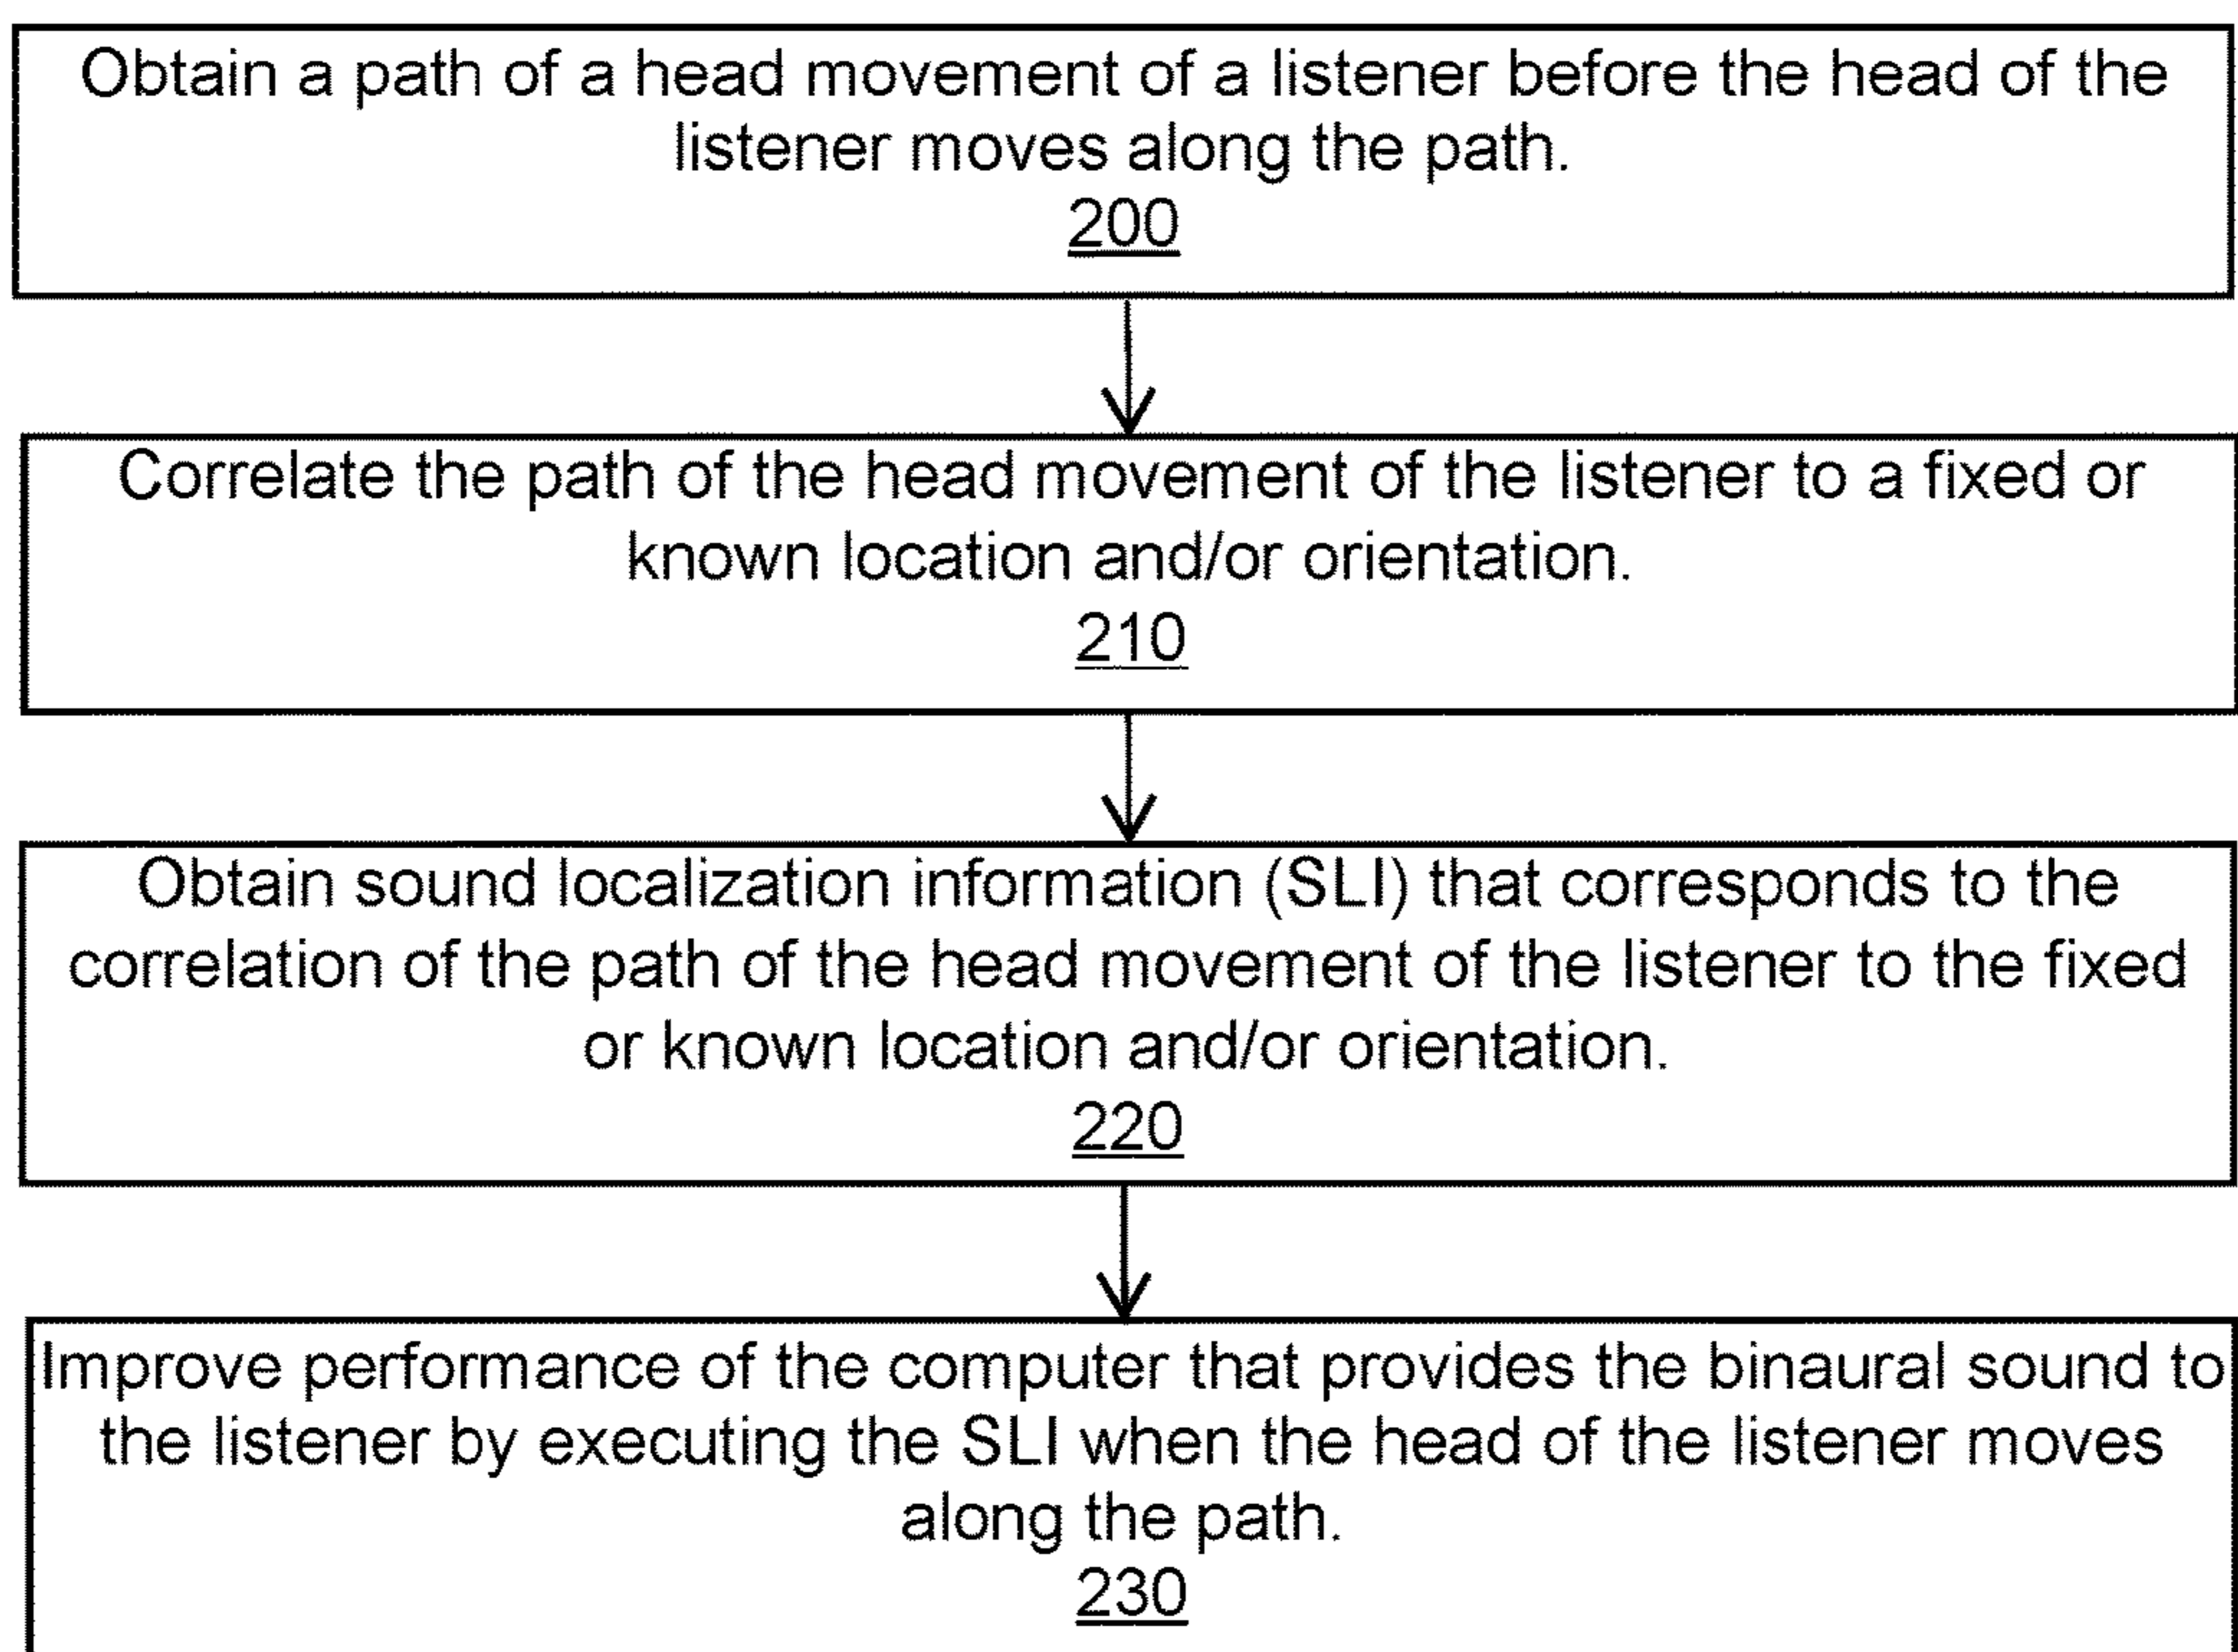 Obtain a path of a head movement of a listener before the head of the
listener moves along the path.
200
Correlate the path of the head movement of the listener to a fixed or
known location and/or orientation.
210
Obtain sound localization information (SLI) that corresponds to the
correlation of the path of the head movement of the listener to the fixed
or known location and/or orientation.
220
Improve performance of the computer that provides the binaural sound to
the listener by executing the SLI when the head of the listener moves
along the path.
230